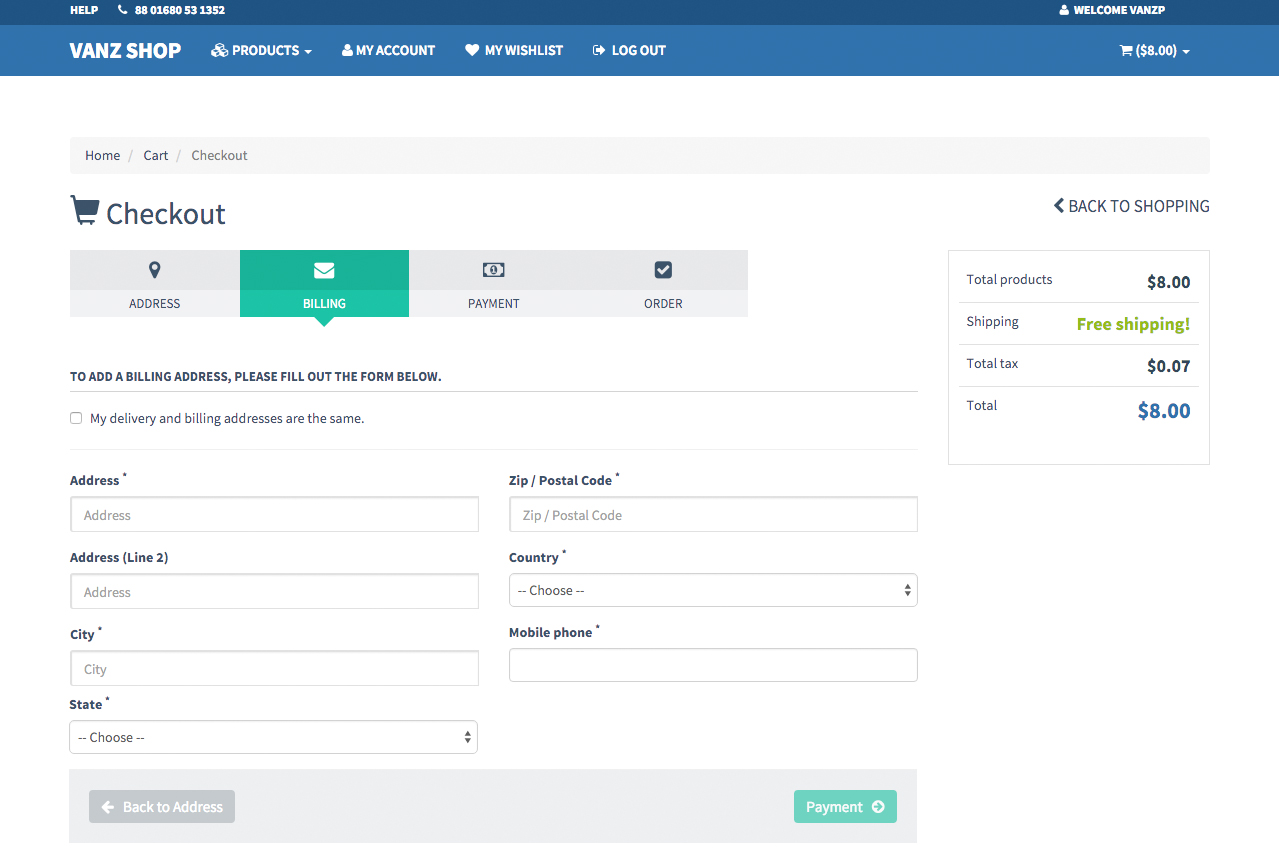 HELP 88 01680 53 1352 WELCOME VANZP
VANZ SHOP PRODUCTS MY ACCOUNT MY WISHLIST LOG OUT ($8.00)
Home / Cart / Checkout
Checkout
BACK TO SHOPPING
ADDRESS BILLING PAYMENT ORDER
TO ADD A BILLING ADDRESS, PLEASE FILL OUT THE FORM BELOW.
My delivery and billing addresses are the same.
Address *
Address
Address (Line 2)
Address
City *
City
State *
-- Choose --
Zip / Postal Code *
Zip / Postal Code
Country *
-- Choose --
Mobile phone *
Back to Address
Payment
Total products $8.00
Shipping Free shipping!
Total tax $0.07
Total $8.00